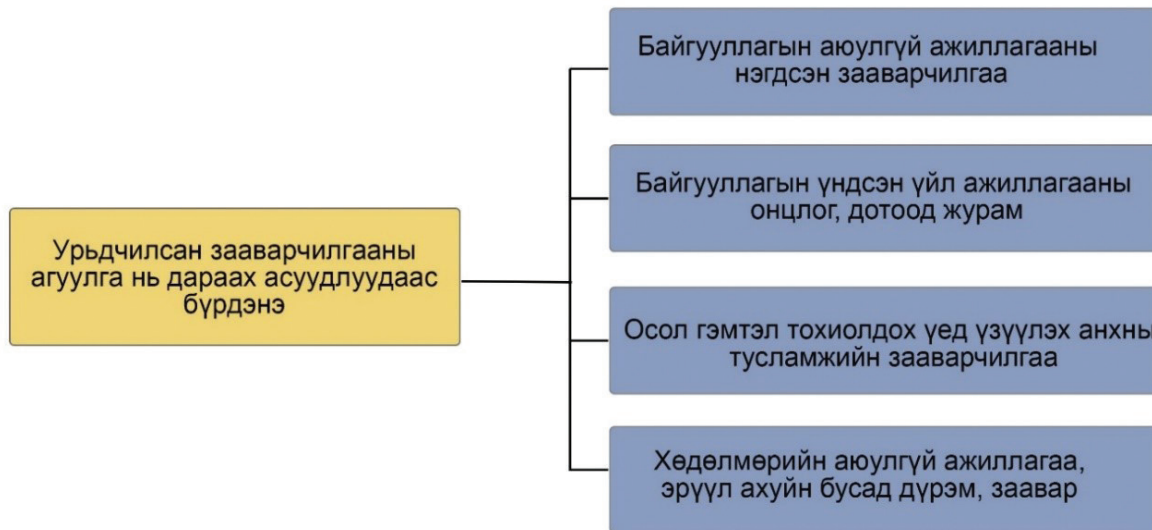 Урьдчилсан зааварчилгааны
агуулга нь дараах асуудлуудаас
бүрдэнэ
Байгууллагын аюулгүй ажиллагааны
нэгдсэн зааварчилгаа
Байгууллагын үндсэн үйл ажиллагааны
онцлог, дотоод журам
Осол гэмтэл тохиолдох үед үзүүлэх анхны
тусламжийн зааварчилгаа
Хөдөлмөрийн аюулгүй ажиллагаа,
эрүүл ахуйн бусад дүрэм, заавар